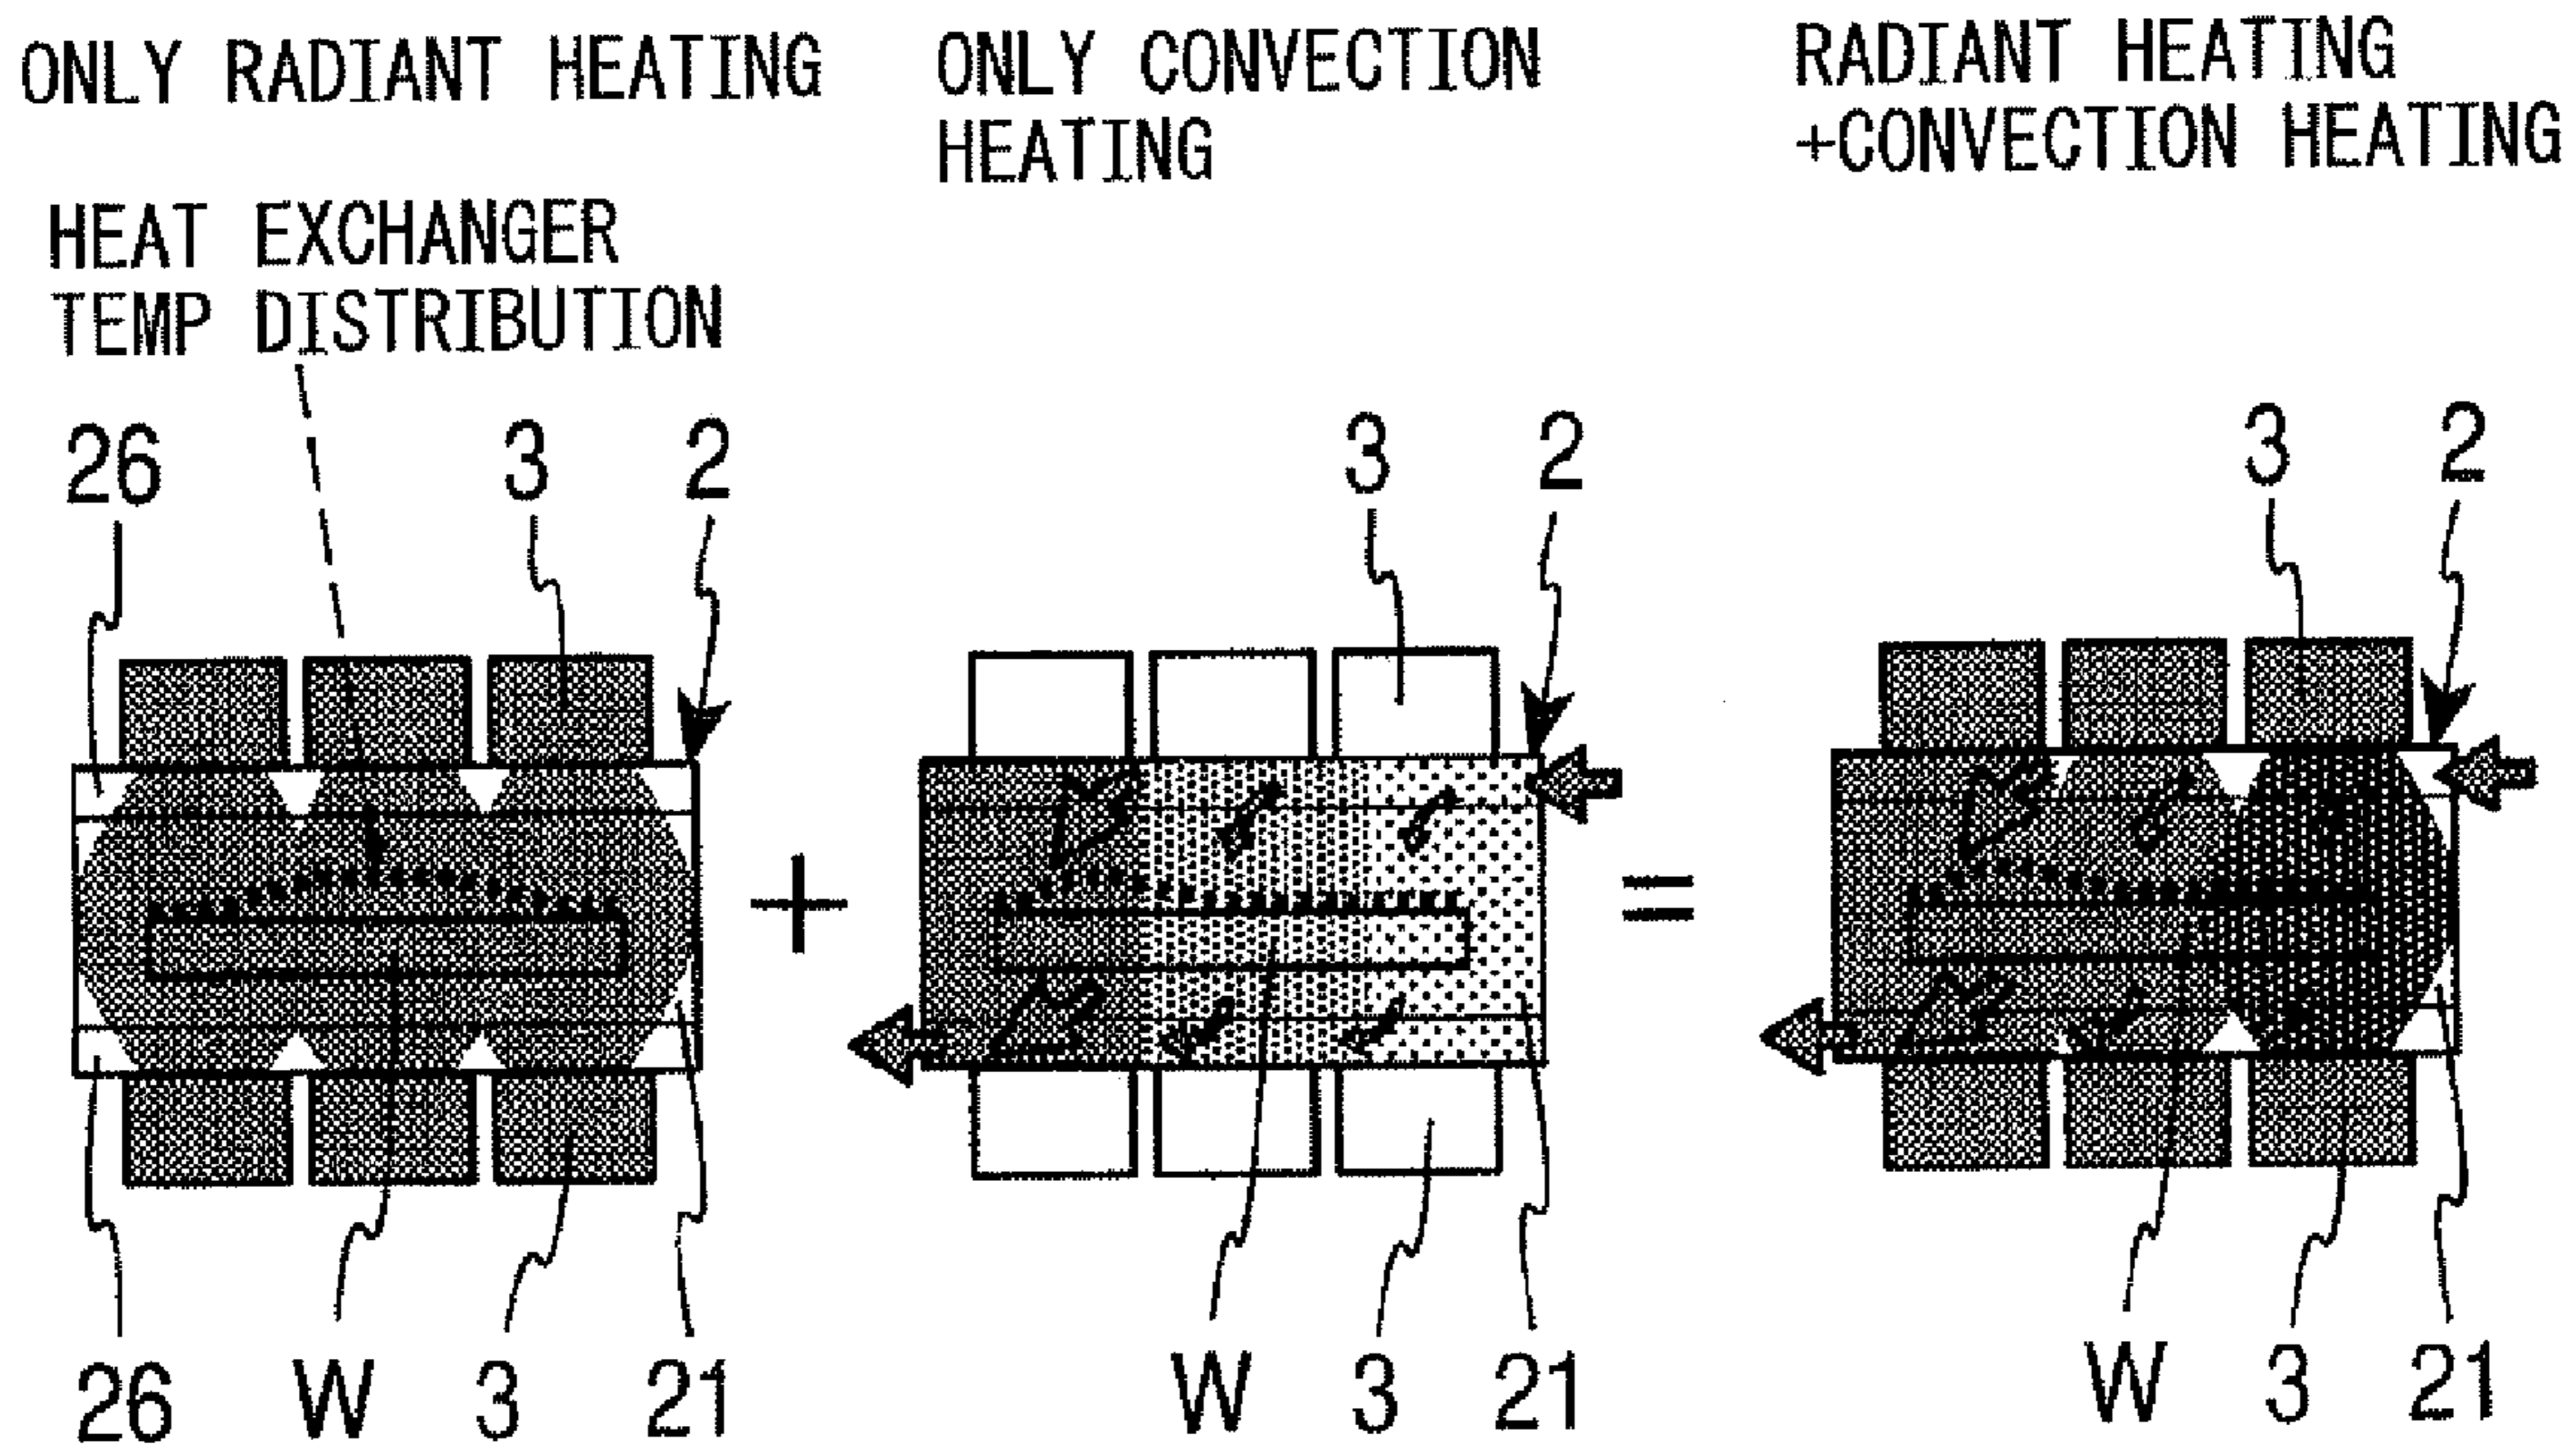 ONLY RADIANT HEATING
ONLY CONVECTION
HEATING
RADIANT HEATING
+CONVECTION HEATING
HEAT EXCHANGER
TEMP DISTRIBUTION
26 3 2
3 2
3 2
+
=
26 W 3 21
W 3 21
W 3 21